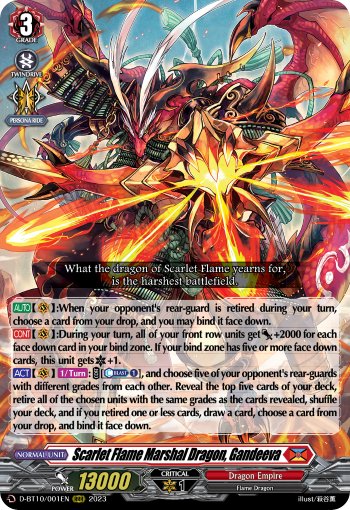 3
GRADE
TWINDRIVE
PERSONA RIDE
What the dragon of Scarlet Flame yearns for,
is the harshest battlefield.
AUTO[ ]:When your opponent's rear-guard is retired during your turn,
choose a card from your drop, and you may bind it face down.
CONT[ ]:During your turn, all of your front row units get +2000 for each
face down card in your bind zone. If your bind zone has five or more face down
cards, this unit gets +1.
ACT[ ] 1/Turn :[C BLAST 1], and choose five of your opponent's rear-guards
with different grades from each other. Reveal the top five cards of your deck,
retire all of the chosen units with the same grades as the cards revealed, shuffle
your deck, and if you retired one or less cards, draw a card, choose a card from
your drop, and bind it face down.
NORMAL UNIT
Scarlet Flame Marshal Dragon, Gandeeva
POWER
13000
CRITICAL
1
Dragon Empire
Flame Dragon
D-BT10/001EN RRR 2023
illust/萩谷薫